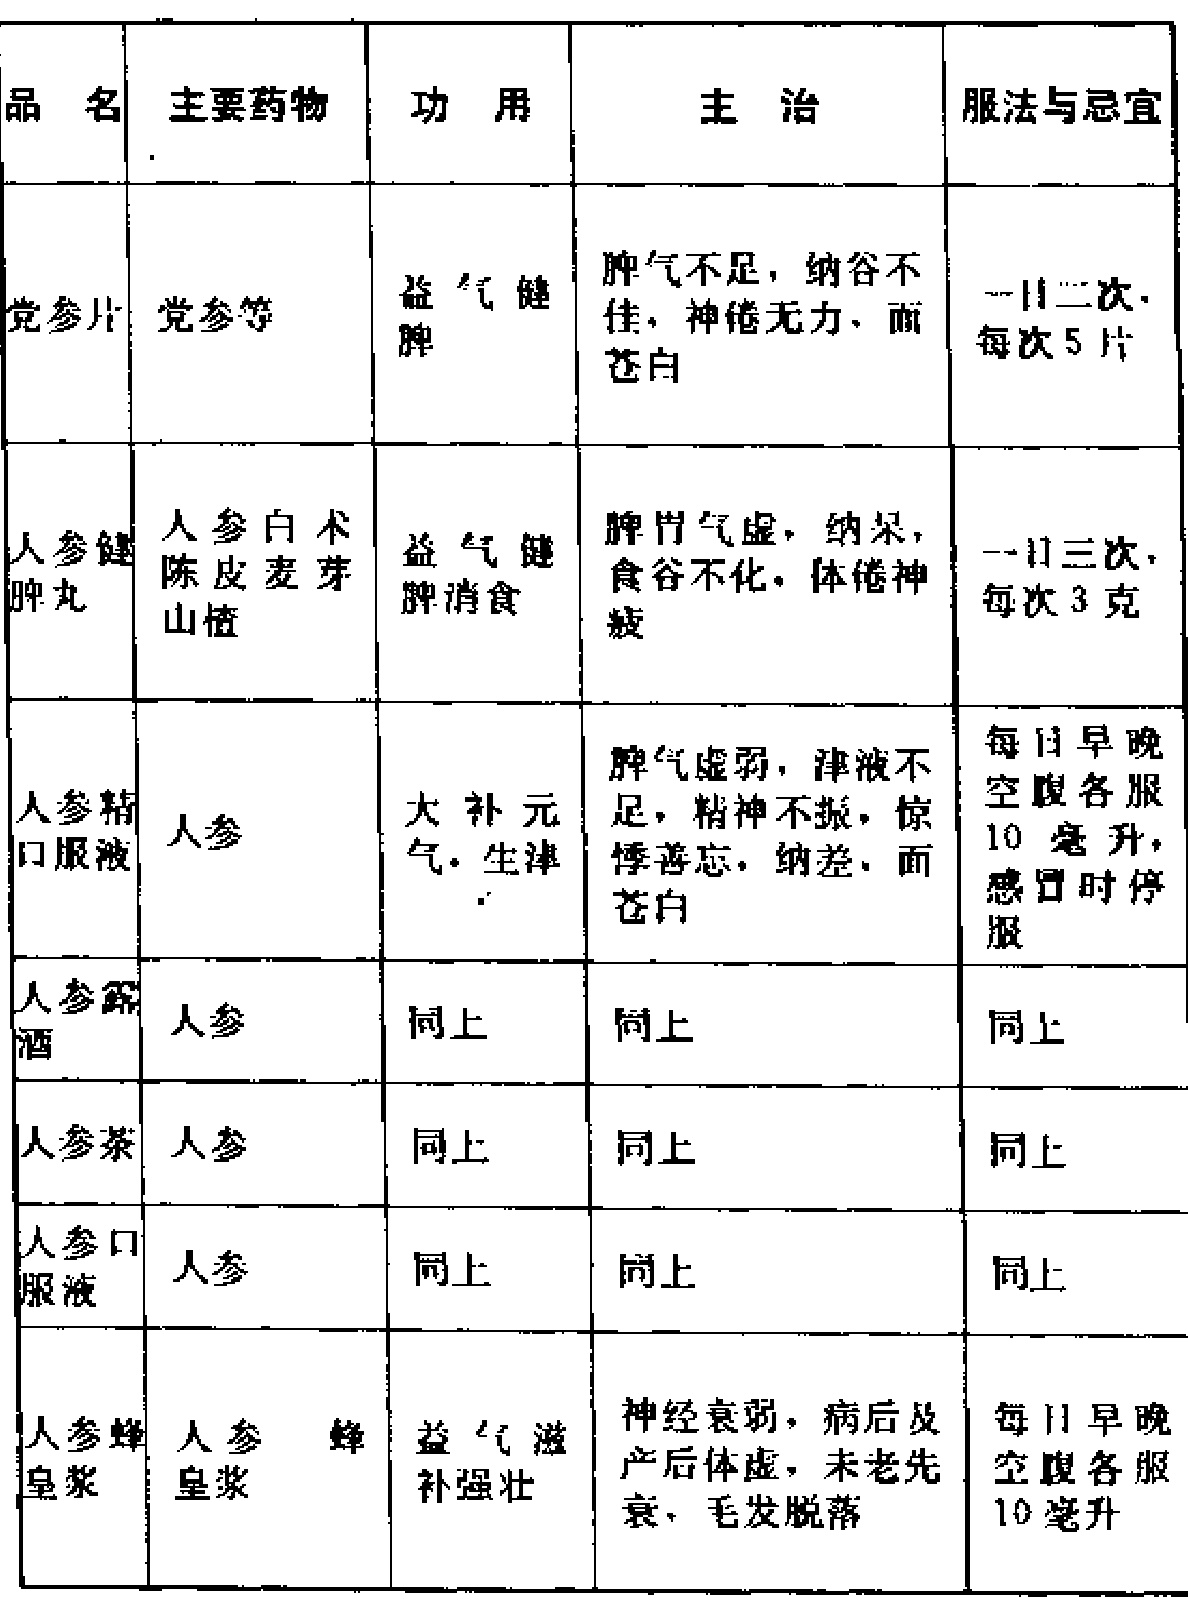 品 名 主要药物 功 用 主 治 服法与忌宜
党参片
党参等
益气健
脾
脾气不足，纳谷不
佳，神倦无力，面
苍白
一日三次，
每次5片
人参健
脾丸
人参白术
陈皮麦芽
山楂
益气健
脾消食
脾胃气虚，纳呆，
食谷不化，体倦神
疲
一日三次，
每次3克
人参精
口服液
人参
大补元
气，生津
脾气虚弱，津液不
足，精神不振，惊
悸善忘，纳差，面
苍白
每日早晚
空腹各服
10毫升，
感冒时停
服
人参露
酒
人参
同上
同上
同上
人参茶
人参
同上
同上
同上
人参口
服液
人参
同上
同上
同上
人参蜂
皇浆
人参 蜂
皇浆
益气滋
补强壮
神经衰弱，病后及
产后体虚，未老先
衰，毛发脱落
每日早晚
空腹各服
10毫升